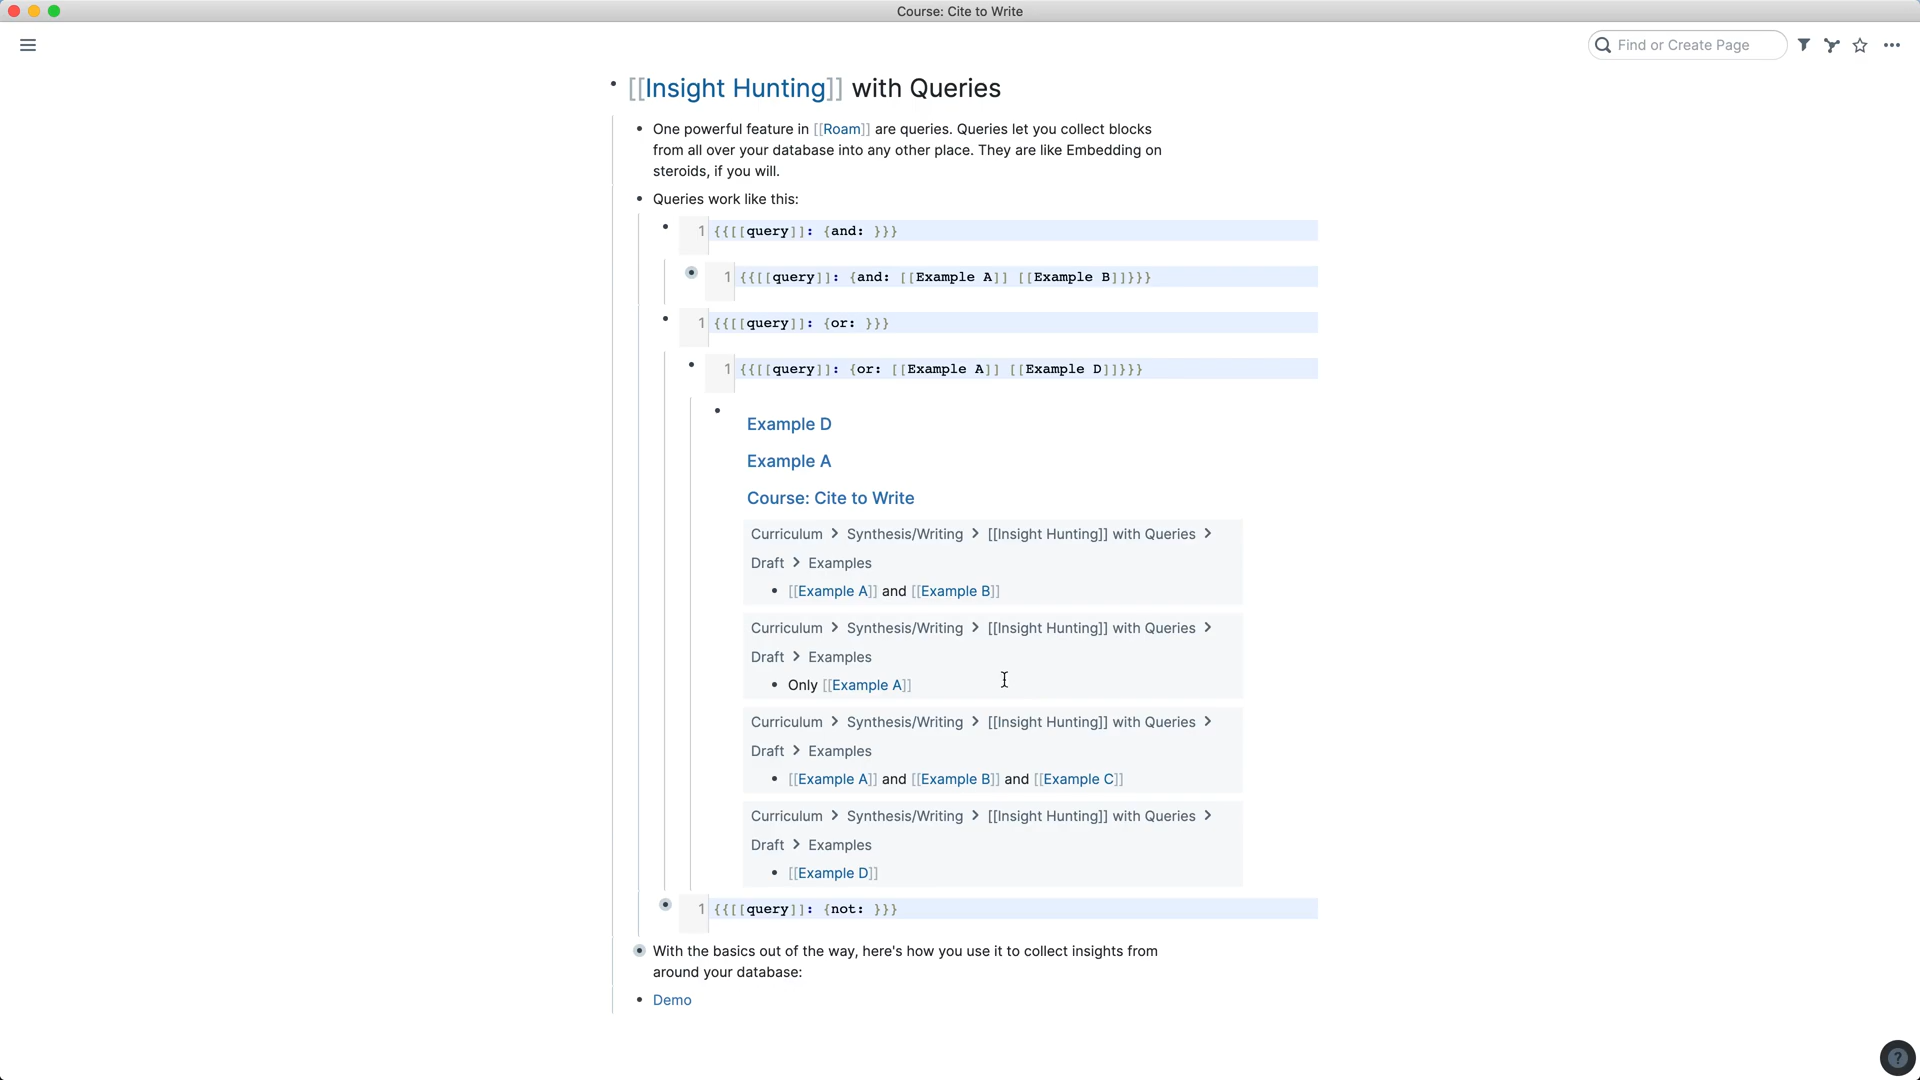 Course: Cite to Write
Find or Create Page
[[Insight Hunting]] with Queries
One powerful feature in [[Roam]] are queries. Queries let you collect blocks
from all over your database into any other place. They are like Embedding on
steroids, if you will.
Queries work like this:
1 {{[[query]]: {and: }}}
1 {{[[query]]: {and: [[Example A]] [[Example B]]}}}
1 {{[[query]]: {or: }}}
1 {{[[query]]: {or: [[Example A]] [[Example D]]}}}
Example D
Example A
Course: Cite to Write
Curriculum > Synthesis/Writing > [[Insight Hunting]] with Queries >
Draft > Examples
[[Example A]] and [[Example B]]
Curriculum > Synthesis/Writing > [[Insight Hunting]] with Queries >
Draft > Examples
Only [[Example A]]
Curriculum > Synthesis/Writing > [[Insight Hunting]] with Queries >
Draft > Examples
[[Example A]] and [[Example B]] and [[Example C]]
Curriculum > Synthesis/Writing > [[Insight Hunting]] with Queries >
Draft > Examples
[[Example D]]
1 {{[[query]]: {not: }}}
With the basics out of the way, here's how you use it to collect insights from
around your database:
Demo
?